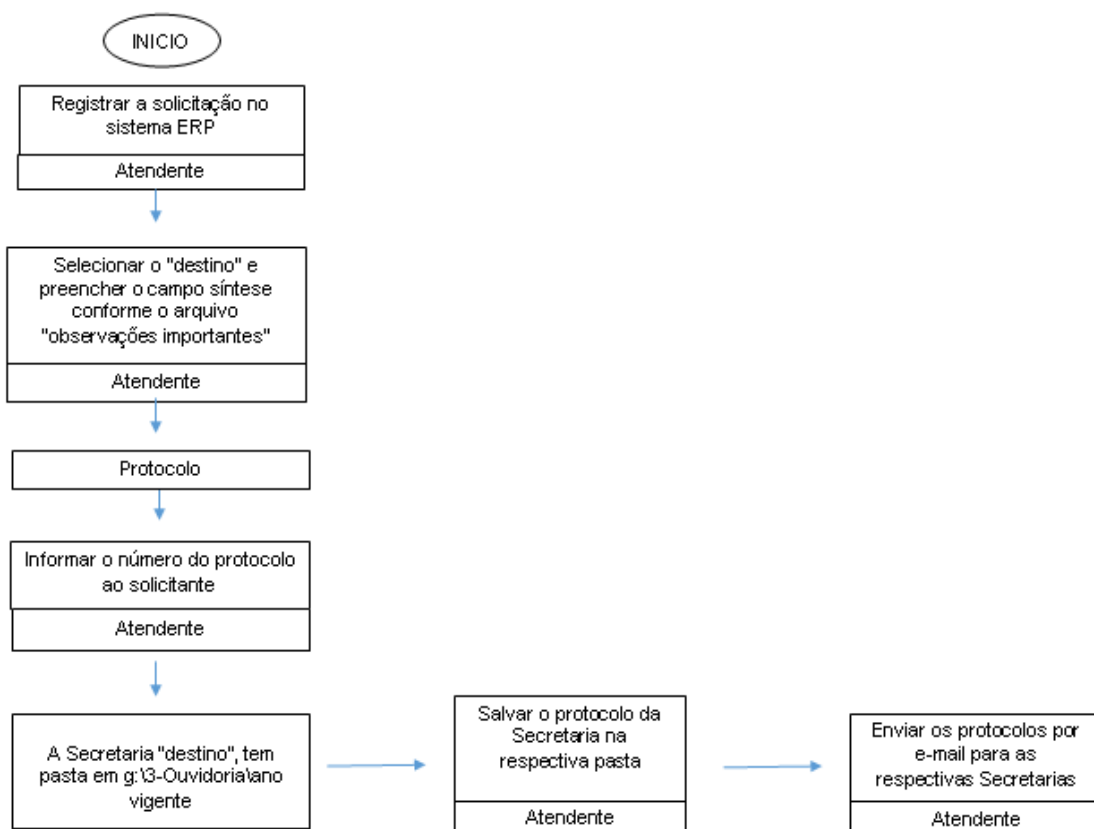 INICIO
Registrar a solicitação no
sistema ERP
Atendente
Selecionar o "destino" e
preencher o campo síntese
conforme o arquivo
"observações importantes"
Atendente
Protocolo
Informar o número do protocolo
ao solicitante
Atendente
A Secretaria "destino", tem
pasta em g:\3-Ouvidoria\ano
vigente
Salvar o protocolo da
Secretaria na
respectiva pasta
Atendente
Enviar os protocolos por
e-mail para as
respectivas Secretarias
Atendente